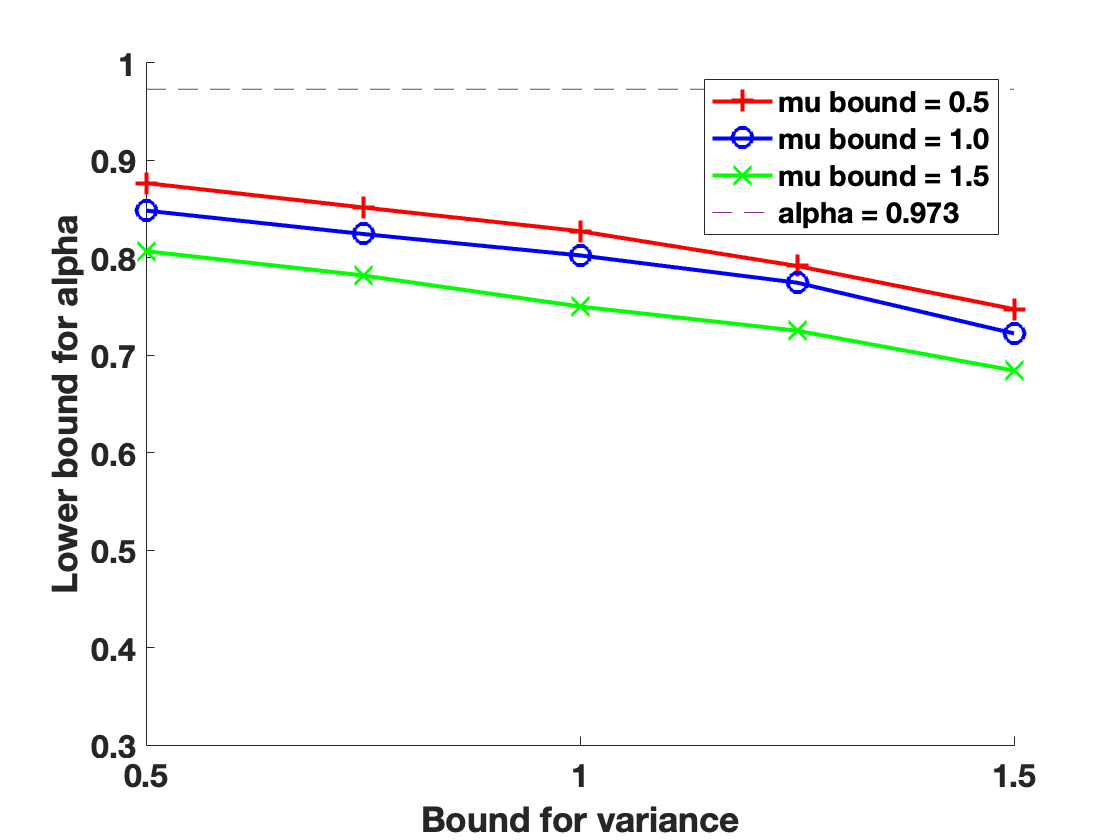 1
0.9
0.8
0.7
0.6
0.5
0.4
0.3
Lower bound for alpha
mu bound = 0.5
mu bound = 1.0
mu bound = 1.5
alpha = 0.973
0.5 1 1.5
Bound for variance